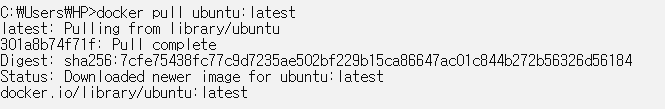 C:₩Users₩HP>docker pull ubuntu:latest
latest: Pulling from library/ubuntu
301a8b74f71f: Pull complete
Digest: sha256:7cfe75438fc77c9d7235ae502bf229b15ca86647ac01c844b272b56326d56184
Status: Downloaded newer image for ubuntu:latest
docker.io/library/ubuntu:latest